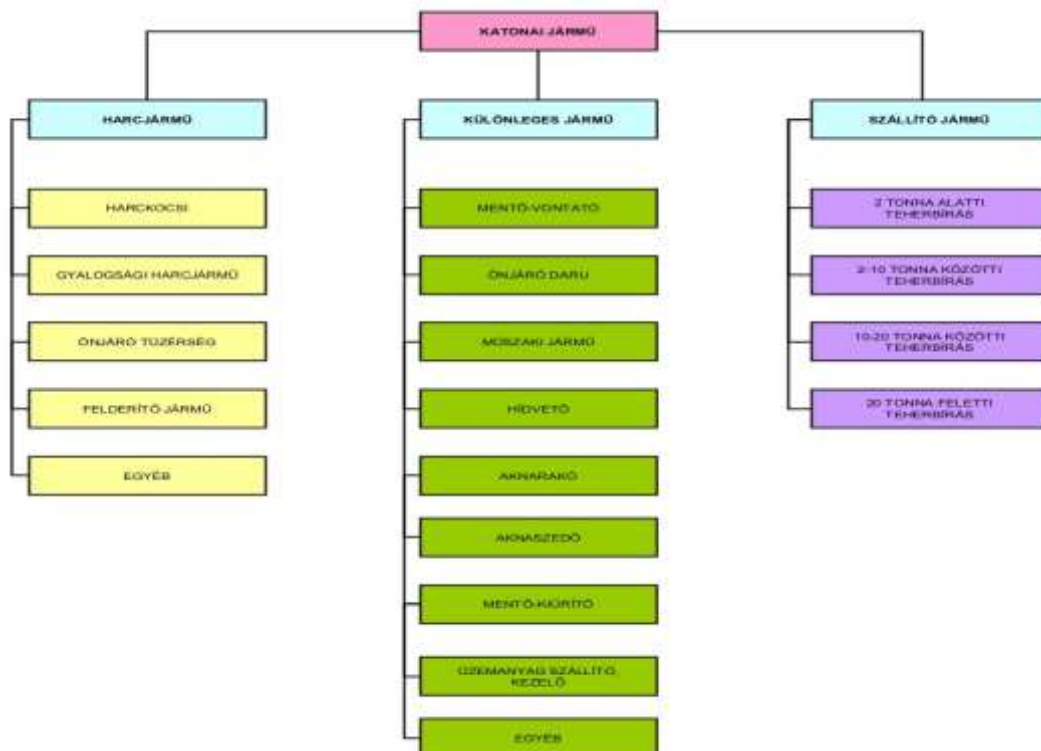 KATONAI JÁRMŰ
HARCJÁRMŰ
HARCKOCSI
GYALOGSÁGI HARCJÁRMŰ
ÖNJÁRÓ TÜZÉRSÉG
FELDERÍTŐ JÁRMŰ
EGYÉB
KÜLÖNLEGES JÁRMŰ
MENTŐ-VONTATÓ
ÖNJÁRÓ DARU
MŰSZAKI JÁRMŰ
HÍDVETŐ
AKNARAKÓ
AKNASZEDŐ
MENTŐ-KIÜRÍTŐ
ÜZEMANYAG SZÁLLÍTÓ,
KEZELŐ
EGYÉB
SZÁLLÍTÓ JÁRMŰ
2 TONNA ALATTI
TEHERBÍRÁS
2-10 TONNA KÖZÖTTI
TEHERBÍRÁS
10-20 TONNA KÖZÖTTI
TEHERBÍRÁS
20 TONNA FELETTI
TEHERBÍRÁS